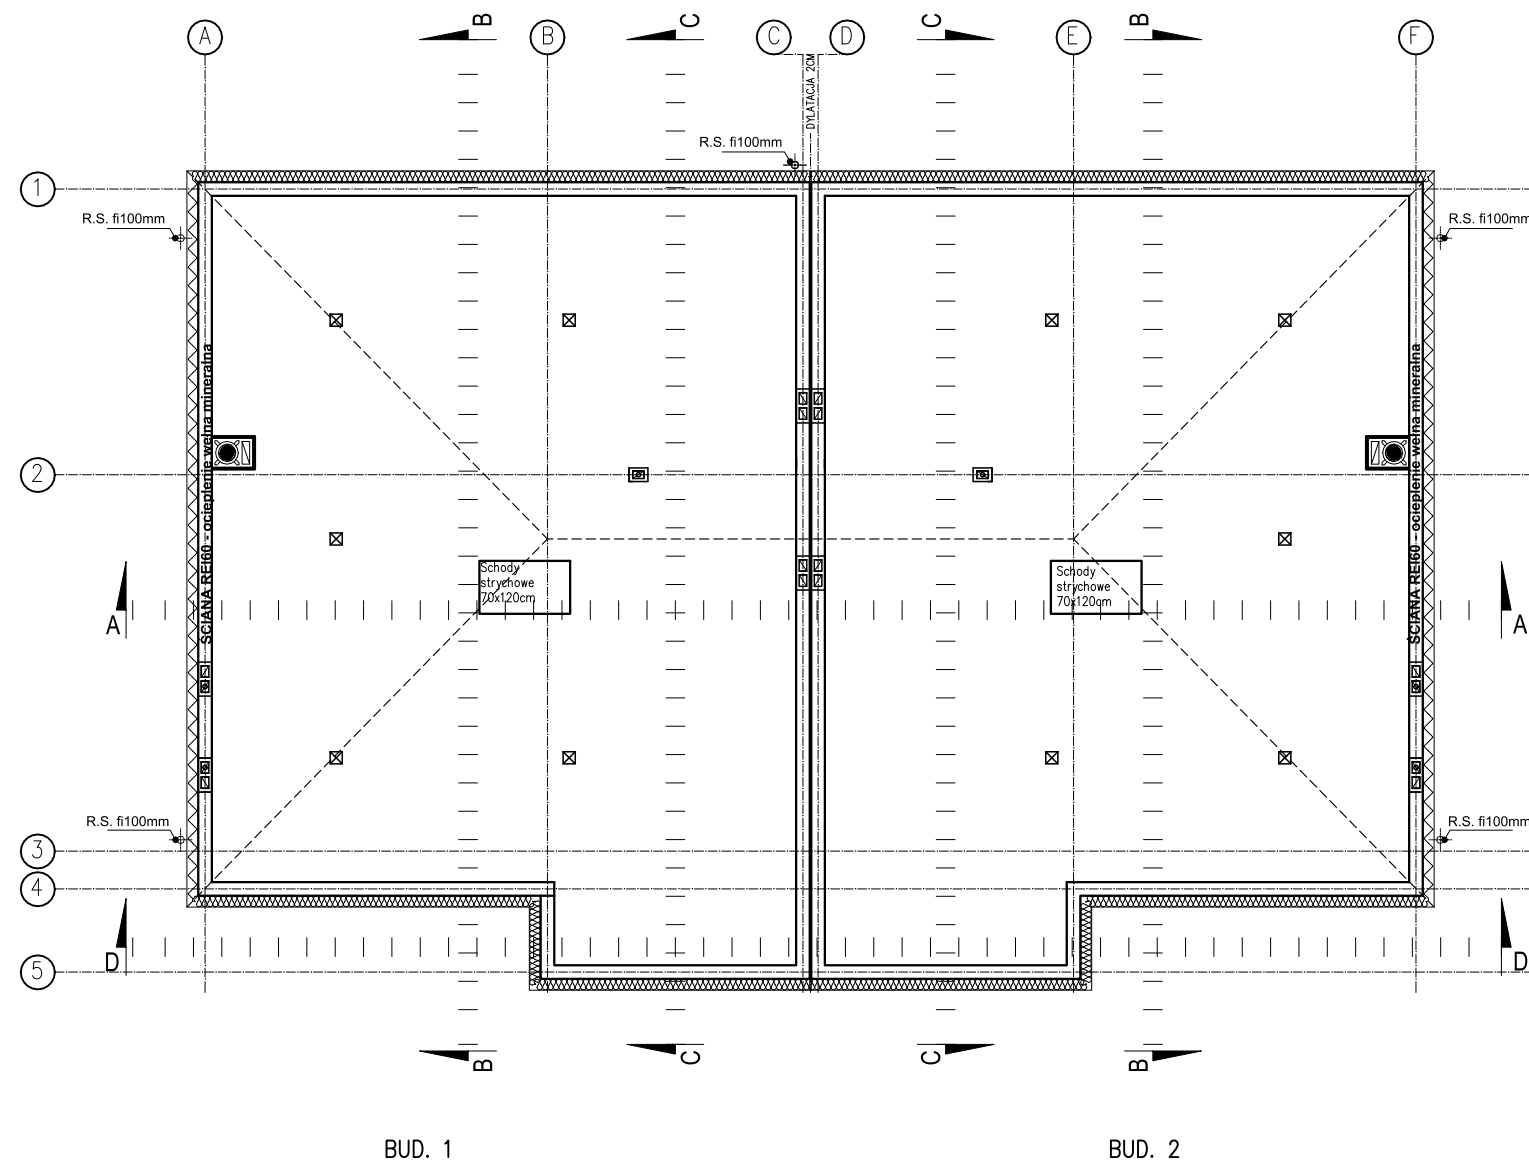 B
C
C
B
A
B
C
D
E
F
DYLATACJA 2CM
R.S. fi100mm
1
R.S. fi100mm
R.S. fi100mm
ŚCIANA REI60 - ocieplenie wełna mineralna
ŚCIANA REI60 - ocieplenie wełna mineralna
2
Schody
strychowe
70x120cm
Schody
strychowe
70x120cm
A
A
R.S. fi100mm
R.S. fi100mm
3
4
D
D
5
B
C
C
B
BUD. 1
BUD. 2